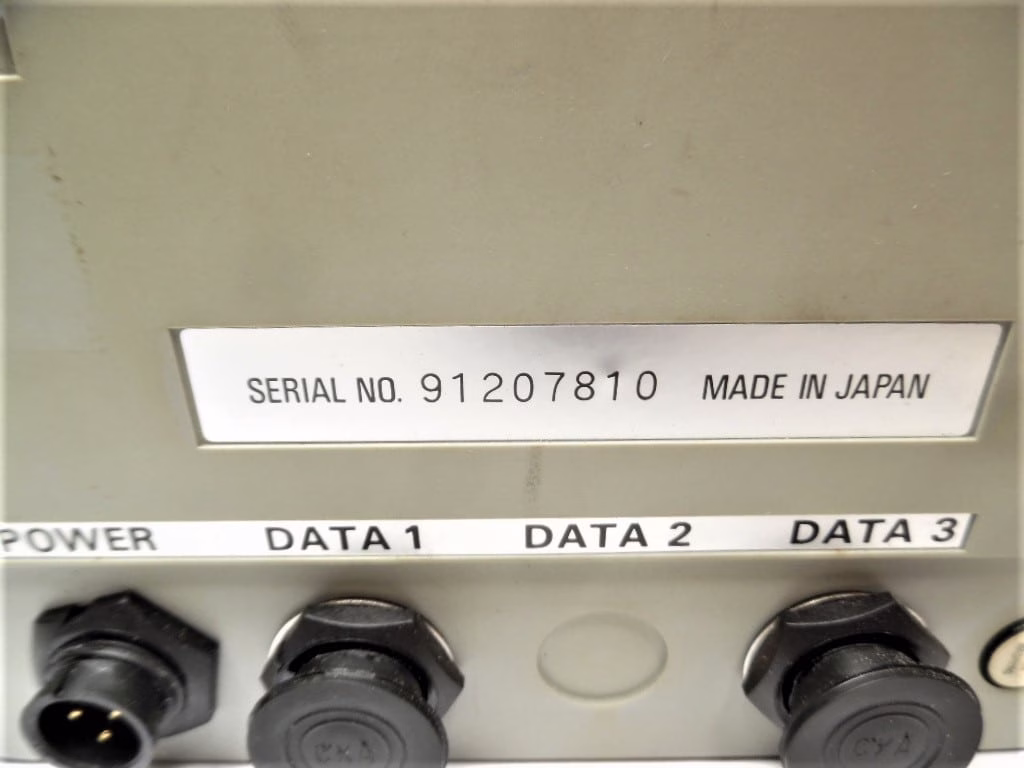 SERIAL NO. 91207810 MADE IN JAPAN
POWER DATA 1 DATA 2 DATA 3